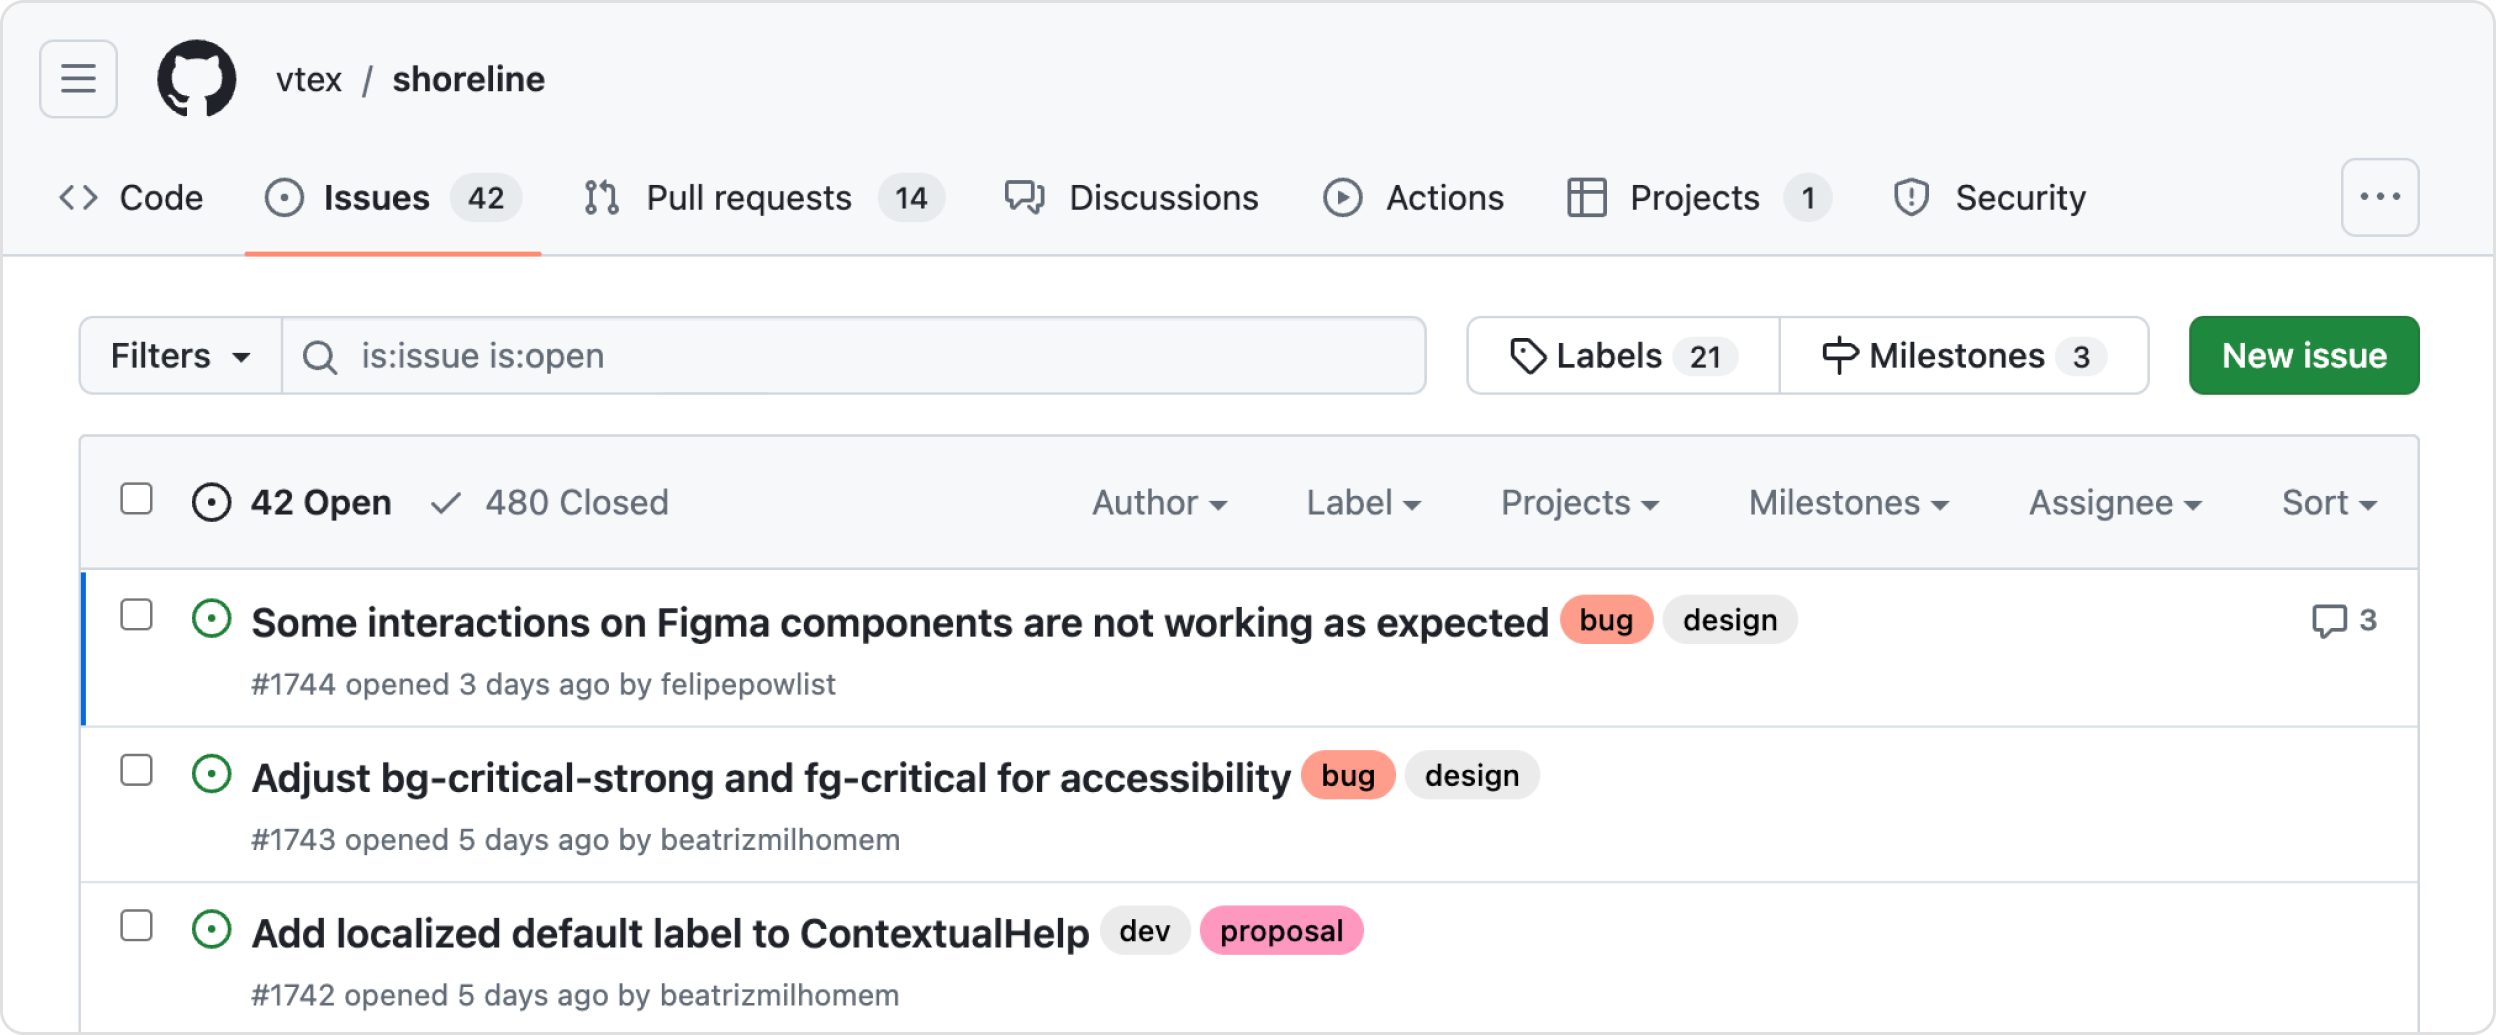 vtex / shoreline
Code Issues 42 Pull requests 14 Discussions Actions Projects 1 Security
Filters is:issue is:open Labels 21 Milestones 3 New issue
42 Open 480 Closed Author Label Projects Milestones Assignee Sort
Some interactions on Figma components are not working as expected bug design 3
#1744 opened 3 days ago by felipepowlist
Adjust bg-critical-strong and fg-critical for accessibility bug design
#1743 opened 5 days ago by beatrizmilhomem
Add localized default label to ContextualHelp dev proposal
#1742 opened 5 days ago by beatrizmilhomem